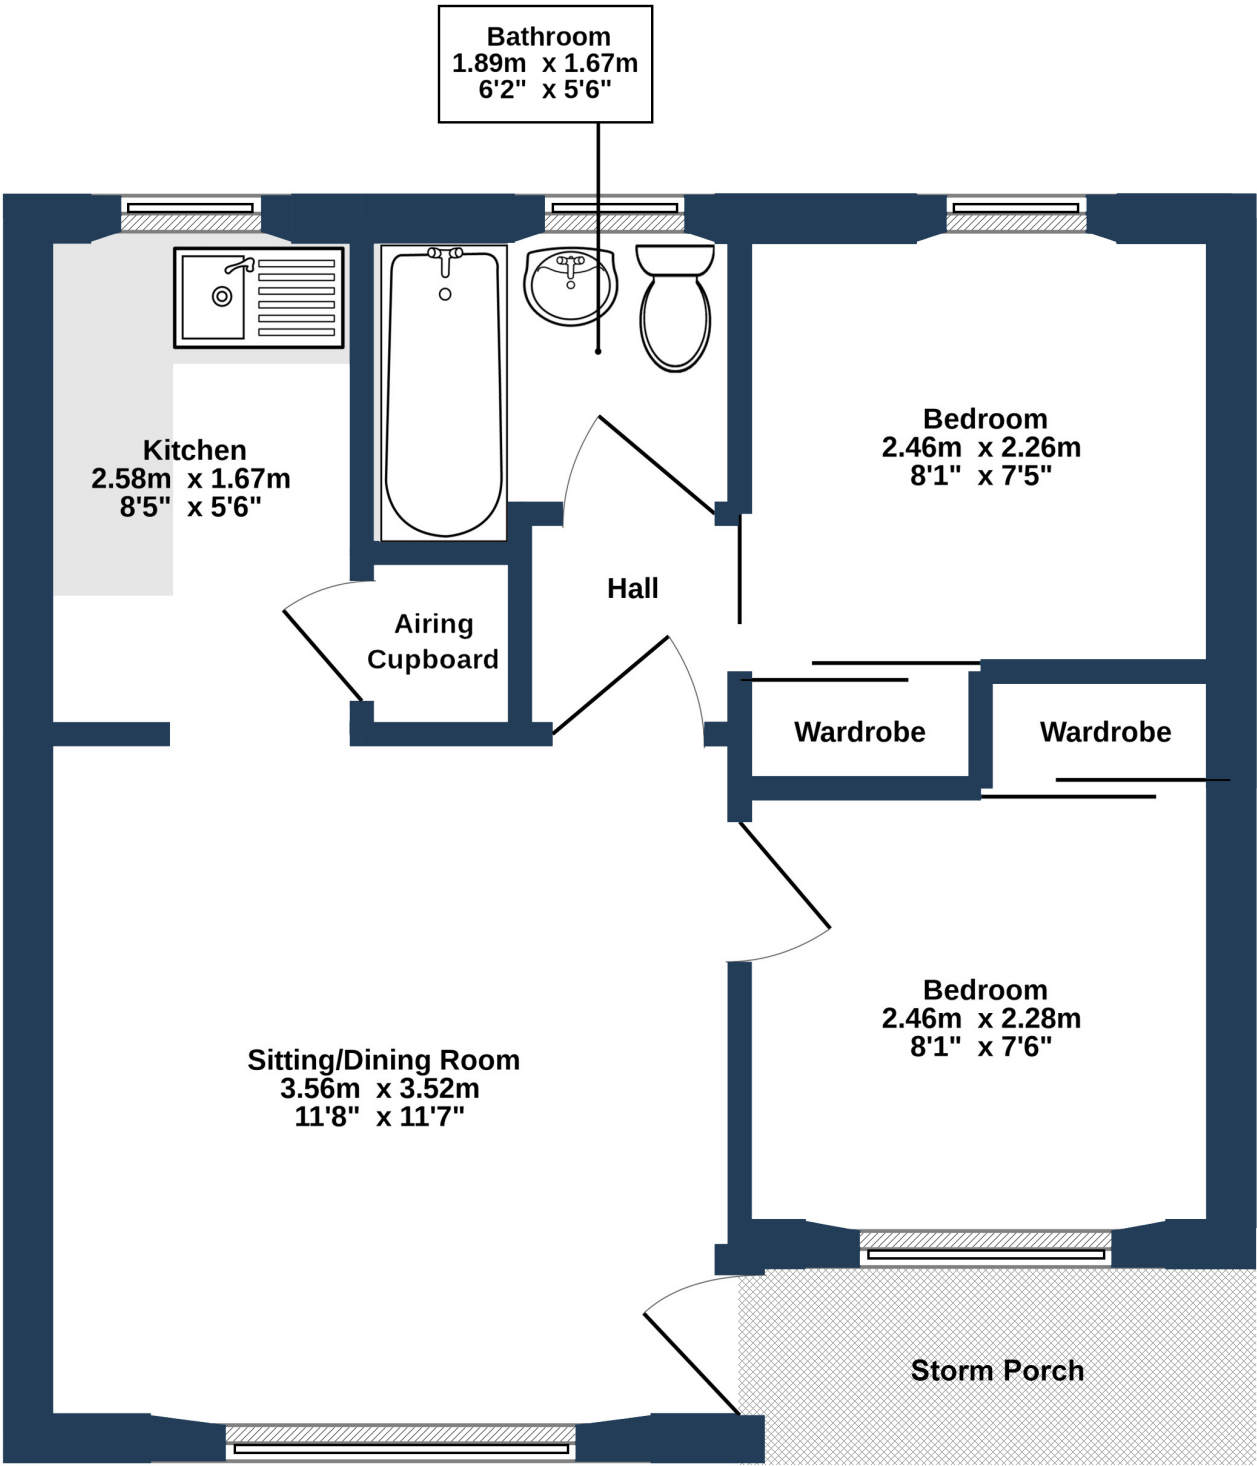 Bathroom
1.89m x 1.67m
6'2" x 5'6"
Kitchen
2.58m x 1.67m
8'5" x 5'6"
Bedroom
2.46m x 2.26m
8'1" x 7'5"
Hall
Airing
Cupboard
Wardrobe
Wardrobe
Sitting/Dining Room
3.56m x 3.52m
11'8" x 11'7"
Bedroom
2.46m x 2.28m
8'1" x 7'6"
Storm Porch